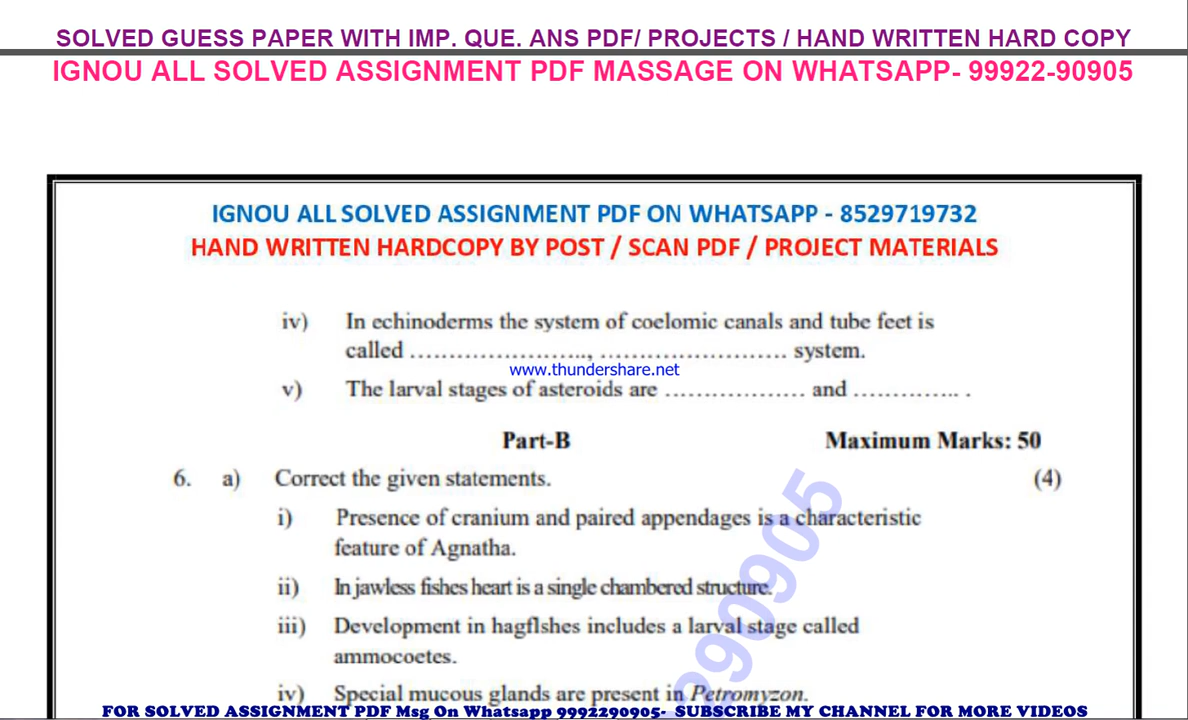 SOLVED GUESS PAPER WITH IMP. QUE. ANS PDF/ PROJECTS / HAND WRITTEN HARD COPY
IGNOU ALL SOLVED ASSIGNMENT PDF MASSAGE ON WHATSAPP- 99922-90905
IGNOU ALL SOLVED ASSIGNMENT PDF ON WHATSAPP - 8529719732
HAND WRITTEN HARDCOPY BY POST / SCAN PDF / PROJECT MATERIALS
iv) In echinoderms the system of coelomic canals and tube feet is
called ......................., ........................ system.
www.thundershare.net
v) The larval stages of asteroids are .................. and .............. .
Part-B Maximum Marks: 50
6. a) Correct the given statements. (4)
i) Presence of cranium and paired appendages is a characteristic
feature of Agnatha.
ii) In jawless fishes heart is a single chambered structure.
iii) Development in hagflshes includes a larval stage called
ammocoetes.
iv) Special mucous glands are present in Petromyzon.
290905
FOR SOLVED ASSIGNMENT PDF Msg On Whatsapp 9992290905- SUBSCRIBE MY CHANNEL FOR MORE VIDEOS